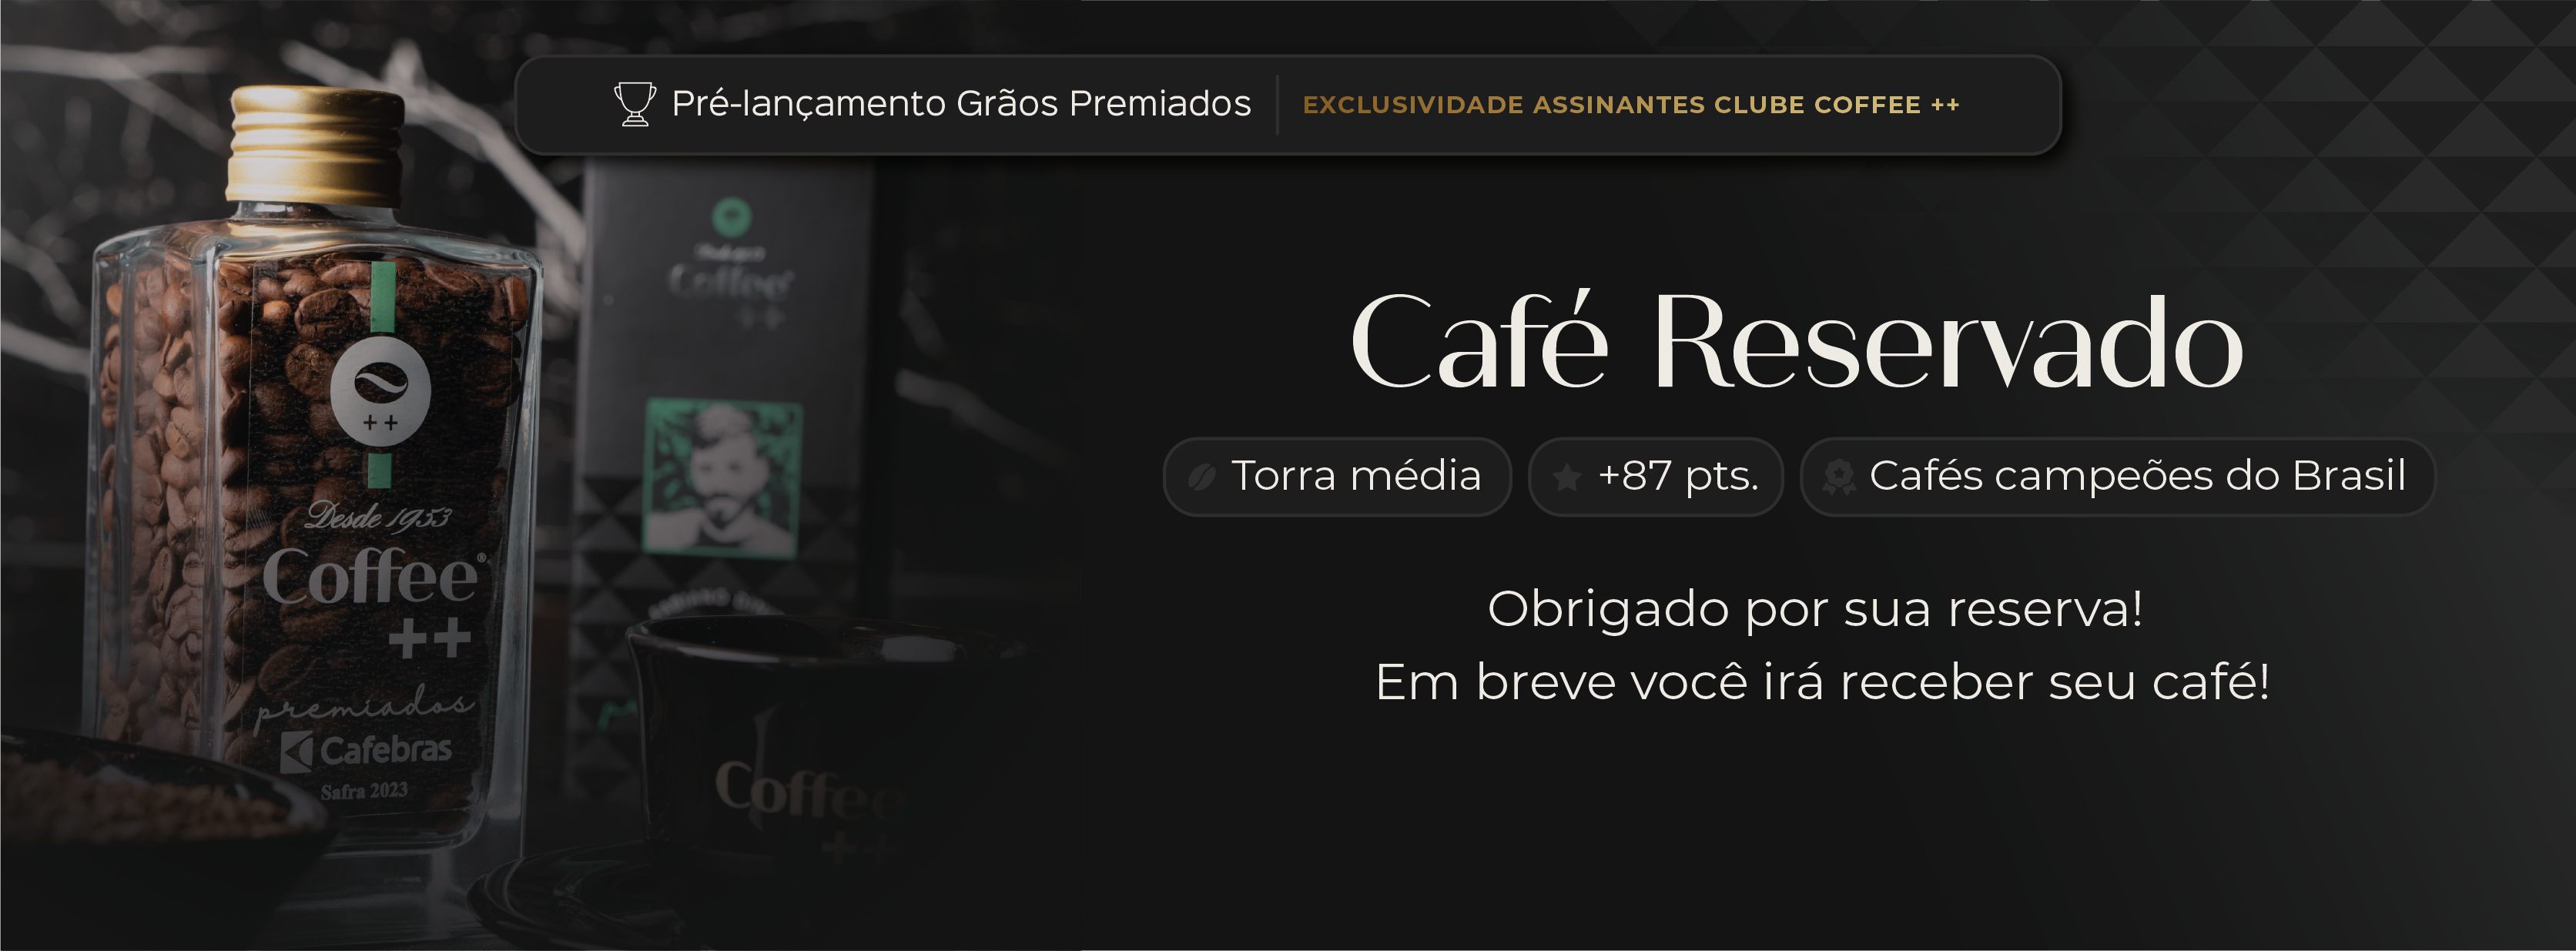 Pré-lançamento Grãos Premiados
EXCLUSIVIDADE ASSINANTES CLUBE COFFEE ++
Café Reservado
Torra média
+87 pts.
Cafés campeões do Brasil
Obrigado por sua reserva!
Em breve você irá receber seu café!
++
Desde 1953
Coffee®
++
premiados
Cafebras
Safra 2023
Coffee
++
Coffee
++